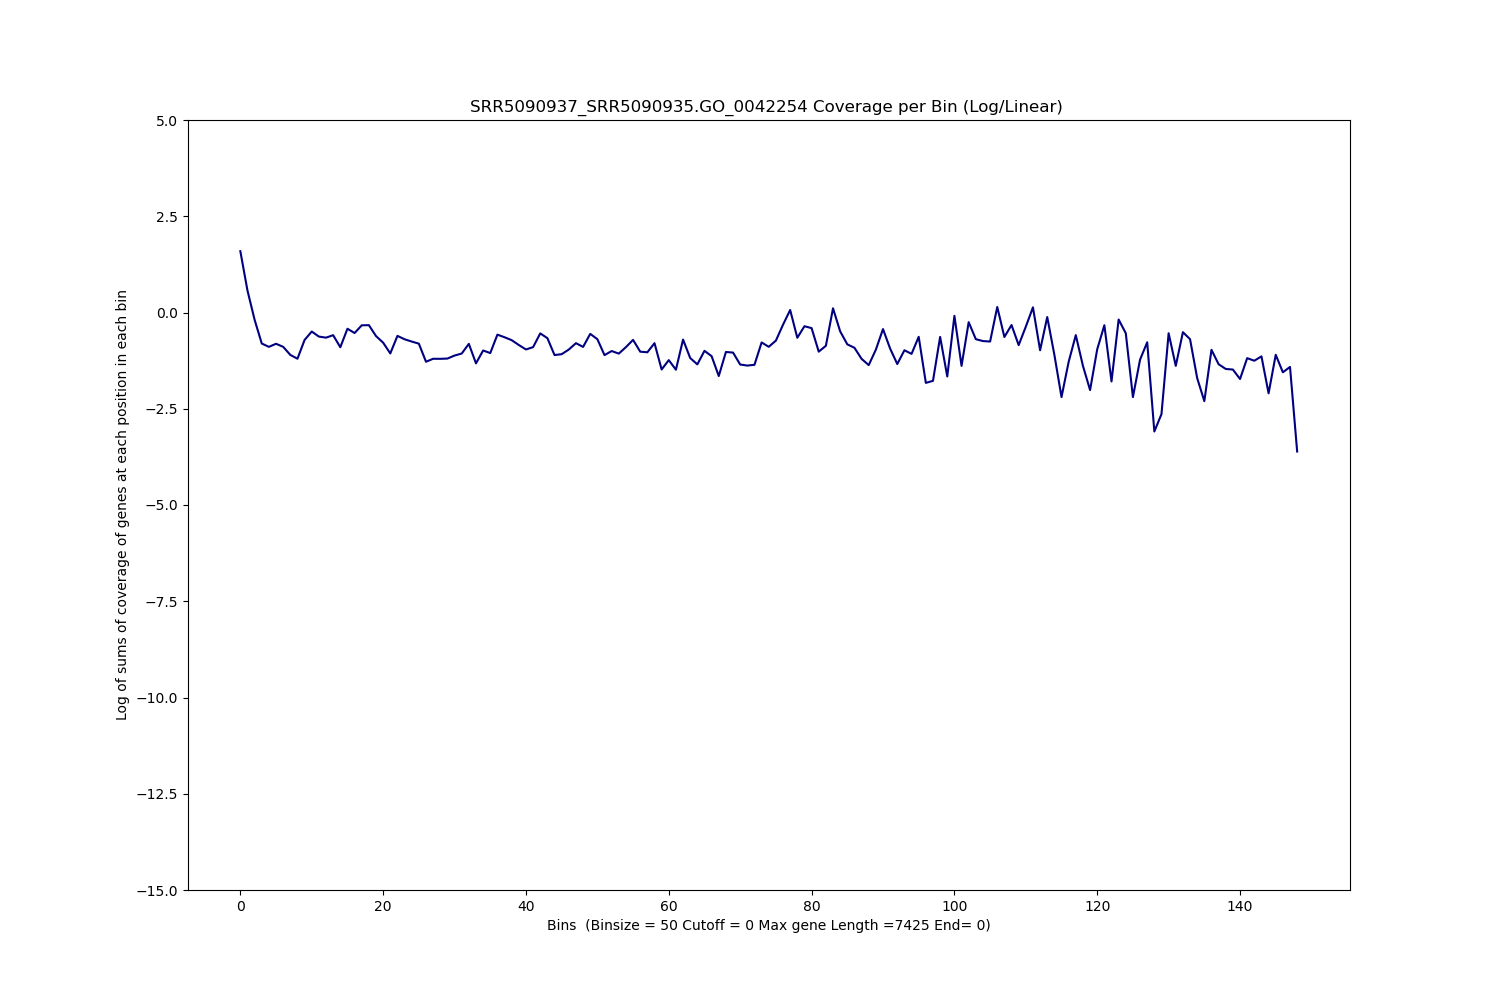 SRR5090937_SRR5090935.GO_0042254 Coverage per Bin (Log/Linear)
5.0
2.5
0.0
−2.5
−5.0
−7.5
−10.0
−12.5
−15.0
Log of sums of coverage of genes at each position in each bin
0 20 40 60 80 100 120 140
Bins  (Binsize = 50 Cutoff = 0 Max gene Length =7425 End= 0)